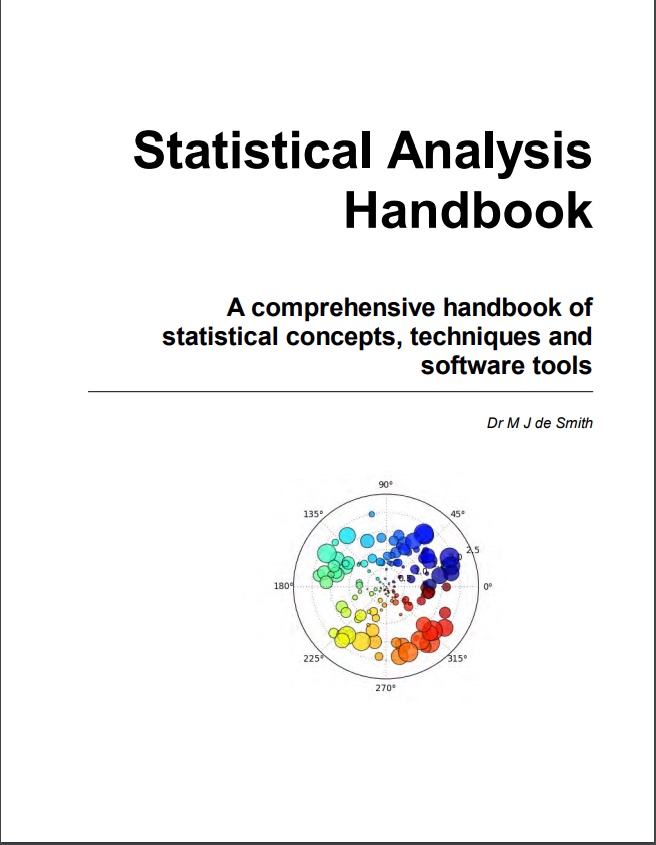 Statistical Analysis
Handbook
A comprehensive handbook of
statistical concepts, techniques and
software tools
Dr M J de Smith
90°
135°
45°
2.5
180°
0°
225°
315°
270°